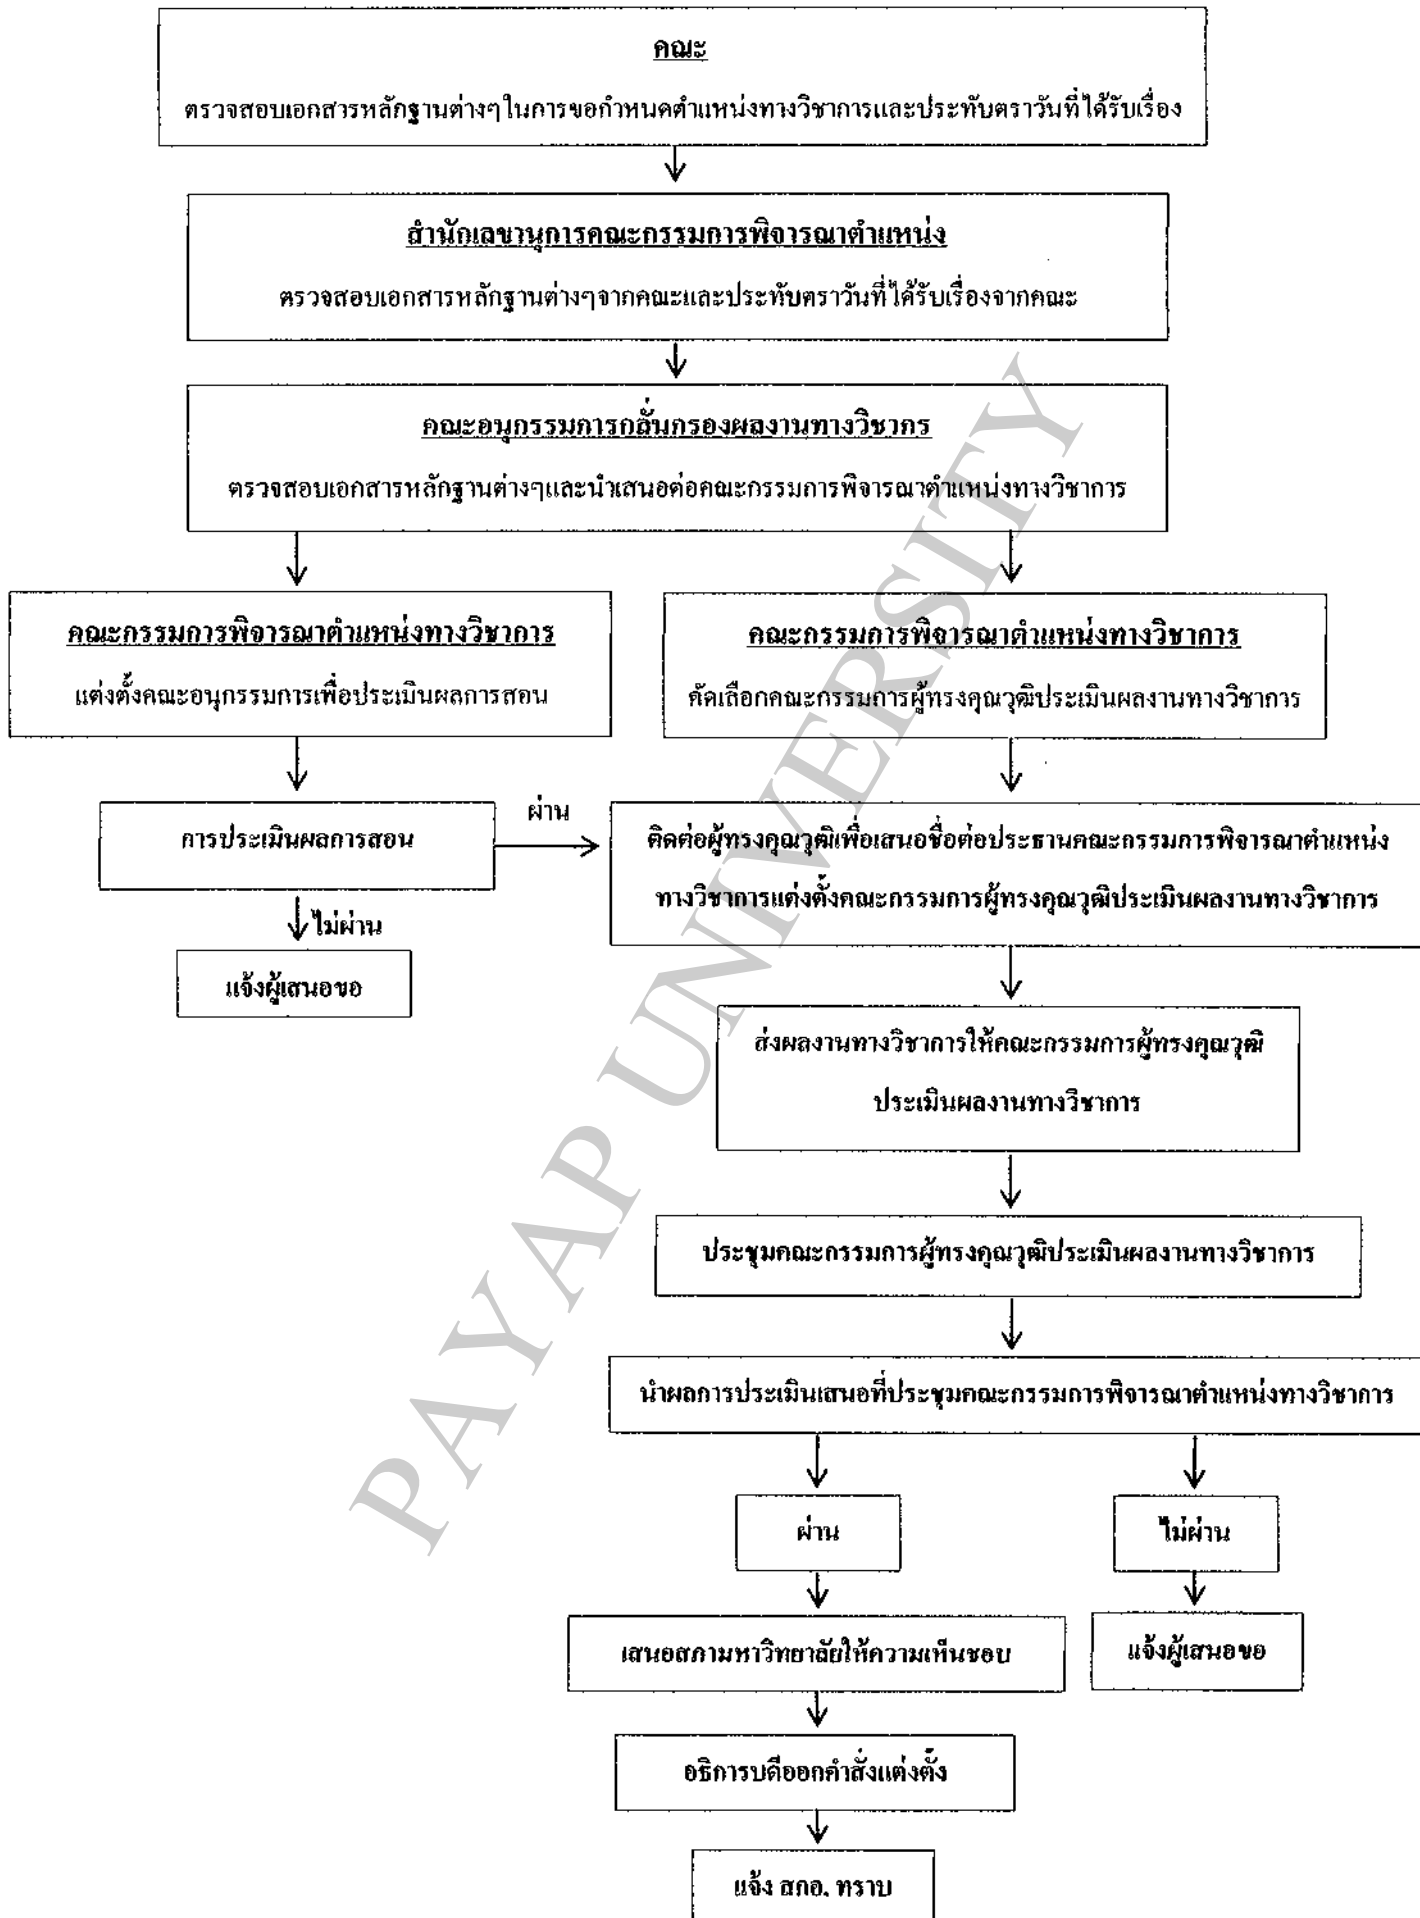 คณะ
ตรวจสอบเอกสารหลักฐานต่างๆในการขอกำหนดตำแหน่งทางวิชาการและประทับตราวันที่ได้รับเรื่อง
สำนักเลขานุการคณะกรรมการพิจารณาตำแหน่ง
ตรวจสอบเอกสารหลักฐานต่างๆจากคณะและประทับตราวันที่ได้รับเรื่องจากคณะ
คณะอนุกรรมการกลั่นกรองผลงานทางวิชากร
ตรวจสอบเอกสารหลักฐานต่างๆและนำเสนอต่อคณะกรรมการพิจารณาตำแหน่งทางวิชาการ
คณะกรรมการพิจารณาตำแหน่งทางวิชาการ
แต่งตั้งคณะอนุกรรมการเพื่อประเมินผลการสอน
คณะกรรมการพิจารณาตำแหน่งทางวิชาการ
คัดเลือกคณะกรรมการผู้ทรงคุณวุฒิประเมินผลงานทางวิชาการ
การประเมินผลการสอน
ผ่าน
ติดต่อผู้ทรงคุณวุฒิเพื่อเสนอชื่อต่อประธานคณะกรรมการพิจารณาตำแหน่ง
ทางวิชาการแต่งตั้งคณะกรรมการผู้ทรงคุณวุฒิประเมินผลงานทางวิชาการ
ไม่ผ่าน
แจ้งผู้เสนอขอ
ส่งผลงานทางวิชาการให้คณะกรรมการผู้ทรงคุณวุฒิ
ประเมินผลงานทางวิชาการ
ประชุมคณะกรรมการผู้ทรงคุณวุฒิประเมินผลงานทางวิชาการ
นำผลการประเมินเสนอที่ประชุมคณะกรรมการพิจารณาตำแหน่งทางวิชาการ
ผ่าน
ไม่ผ่าน
เสนอสภามหาวิทยาลัยให้ความเห็นชอบ
แจ้งผู้เสนอขอ
อธิการบดีออกคำสั่งแต่งตั้ง
แจ้ง สกอ. ทราบ
PAYAP UNIVERSITY